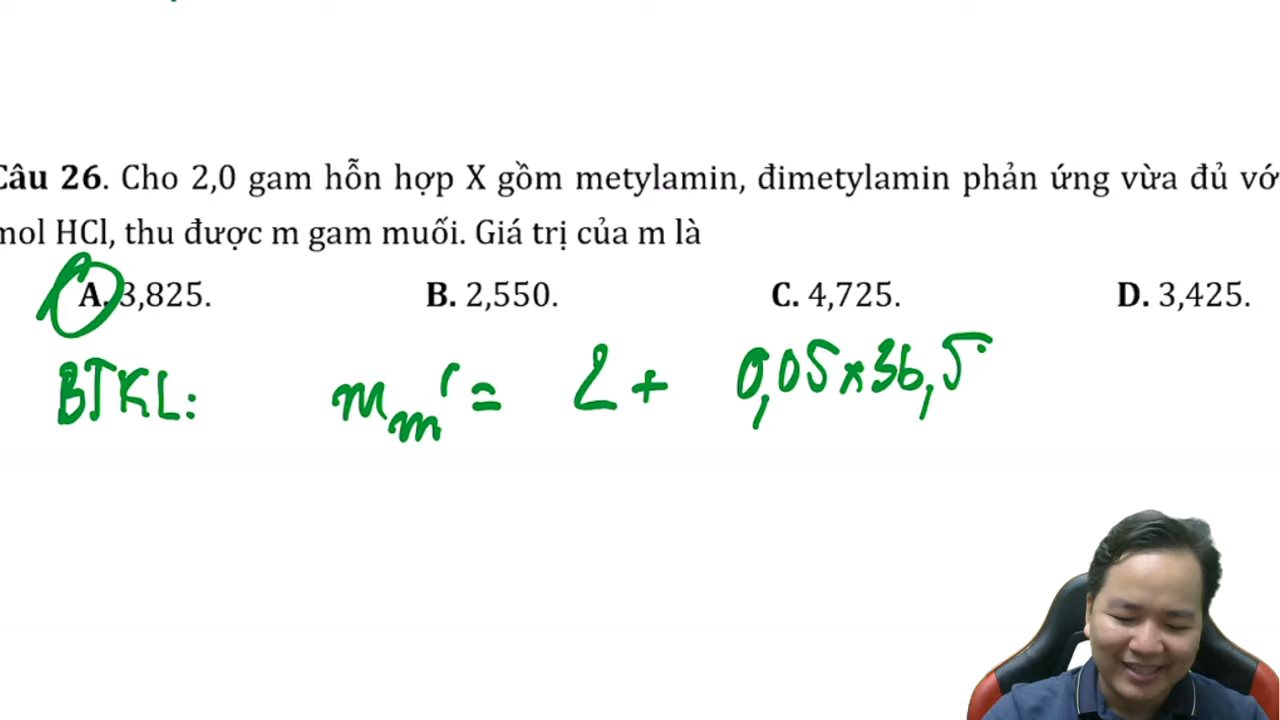 Câu 26. Cho 2,0 gam hỗn hợp X gồm metylamin, đimetylamin phản ứng vừa đủ vớ
mol HCl, thu được m gam muối. Giá trị của m là
A. 3,825. B. 2,550. C. 4,725. D. 3,425.
BTKL: m m' = 2 + 0,05 x 36,5